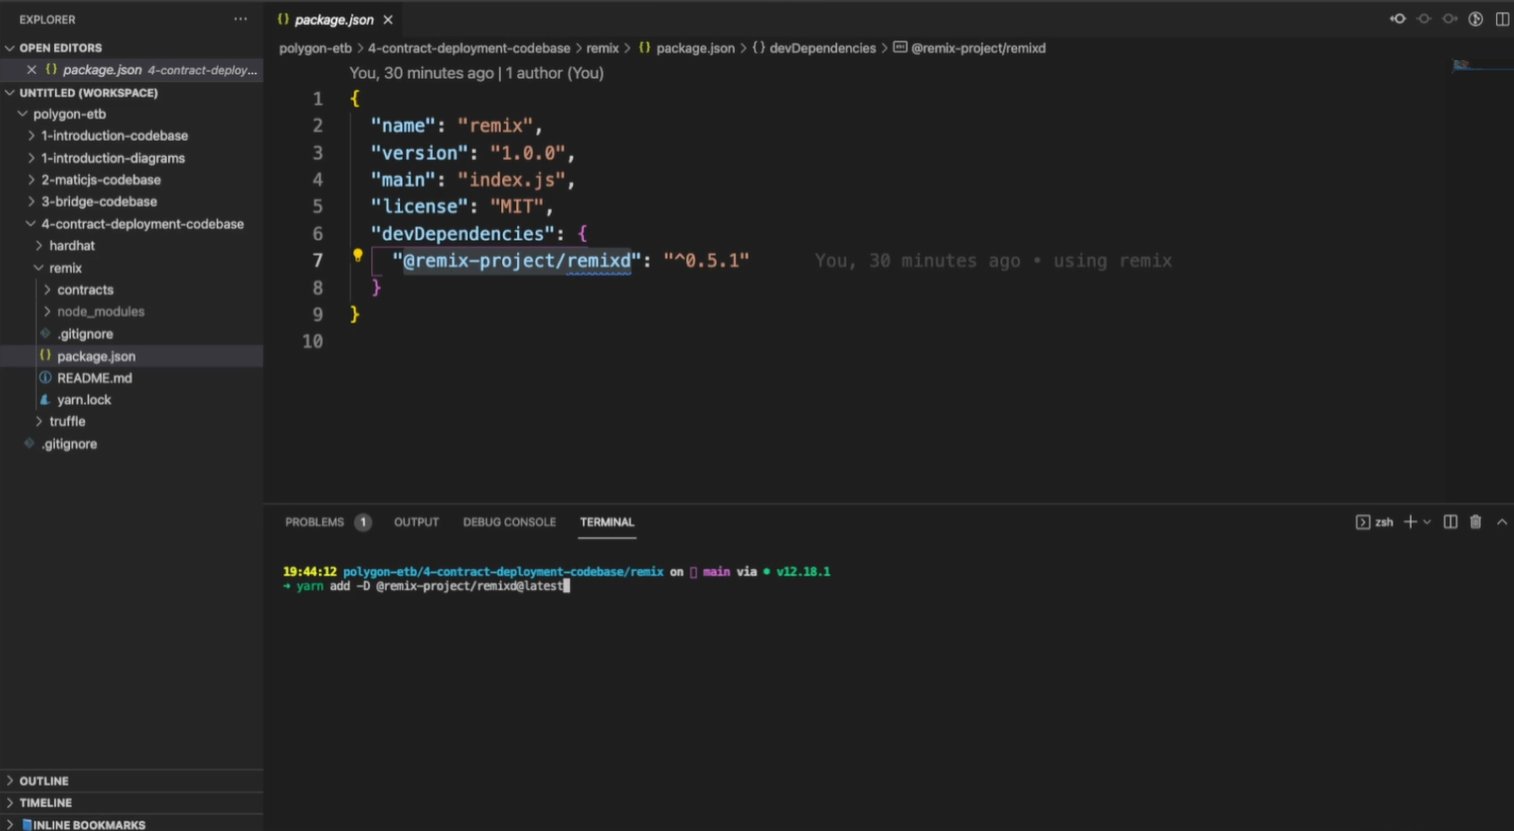 EXPLORER
OPEN EDITORS
package.json 4-contract-deploy...
UNTITLED (WORKSPACE)
polygon-etb
1-introduction-codebase
1-introduction-diagrams
2-maticjs-codebase
3-bridge-codebase
4-contract-deployment-codebase
hardhat
remix
contracts
node_modules
.gitignore
package.json
README.md
yarn.lock
truffle
.gitignore
OUTLINE
TIMELINE
INLINE BOOKMARKS
package.json
polygon-etb > 4-contract-deployment-codebase > remix > {} package.json > {} devDependencies > @remix-project/remixd
You, 30 minutes ago | 1 author (You)
1 {
2 "name": "remix",
3 "version": "1.0.0",
4 "main": "index.js",
5 "license": "MIT",
6 "devDependencies": {
7 "@remix-project/remixd": "^0.5.1" You, 30 minutes ago • using remix
8 }
9 }
10
PROBLEMS 1 OUTPUT DEBUG CONSOLE TERMINAL zsh
19:44:12 polygon-etb/4-contract-deployment-codebase/remix on main via ● v12.18.1
➜ yarn add -D @remix-project/remixd@latest